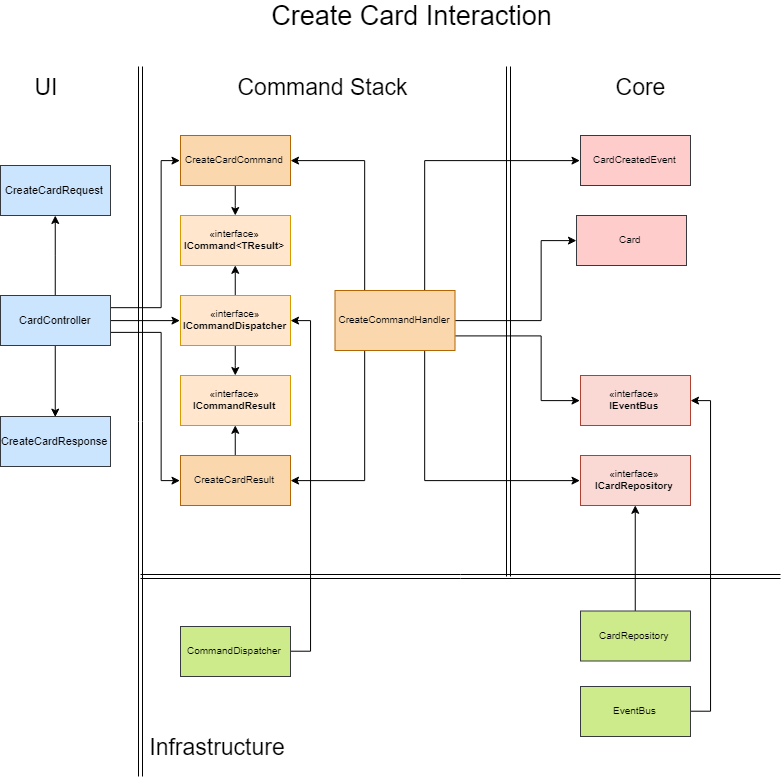 Create Card Interaction
UI
Command Stack
Core
CreateCardRequest
CardController
CreateCardResponse
CreateCardCommand
«interface»
ICommand<TResult>
«interface»
ICommandDispatcher
«interface»
ICommandResult
CreateCardResult
CreateCommandHandler
CardCreatedEvent
Card
«interface»
IEventBus
«interface»
ICardRepository
CommandDispatcher
CardRepository
EventBus
Infrastructure